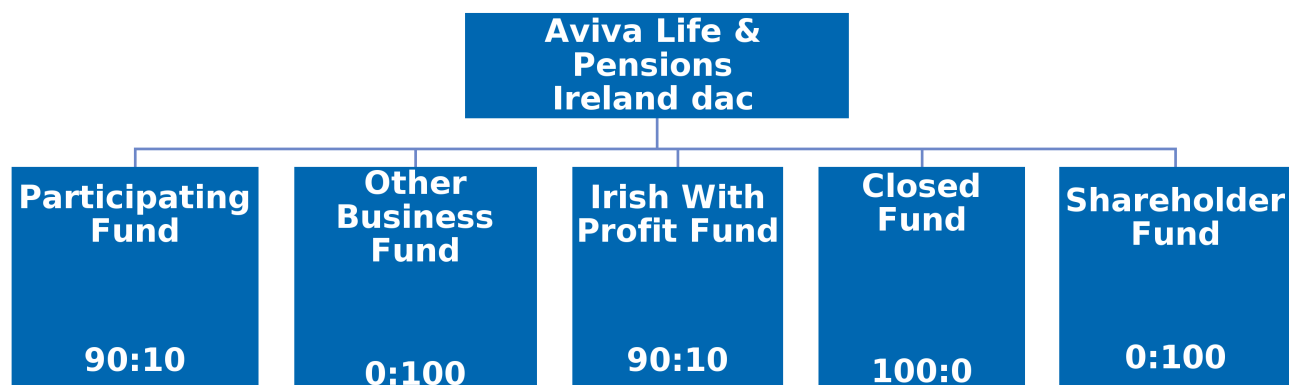 Aviva Life &
Pensions
Ireland dac
Participating
Fund
90:10
Other
Business
Fund
0:100
Irish With
Profit Fund
90:10
Closed
Fund
100:0
Shareholder
Fund
0:100